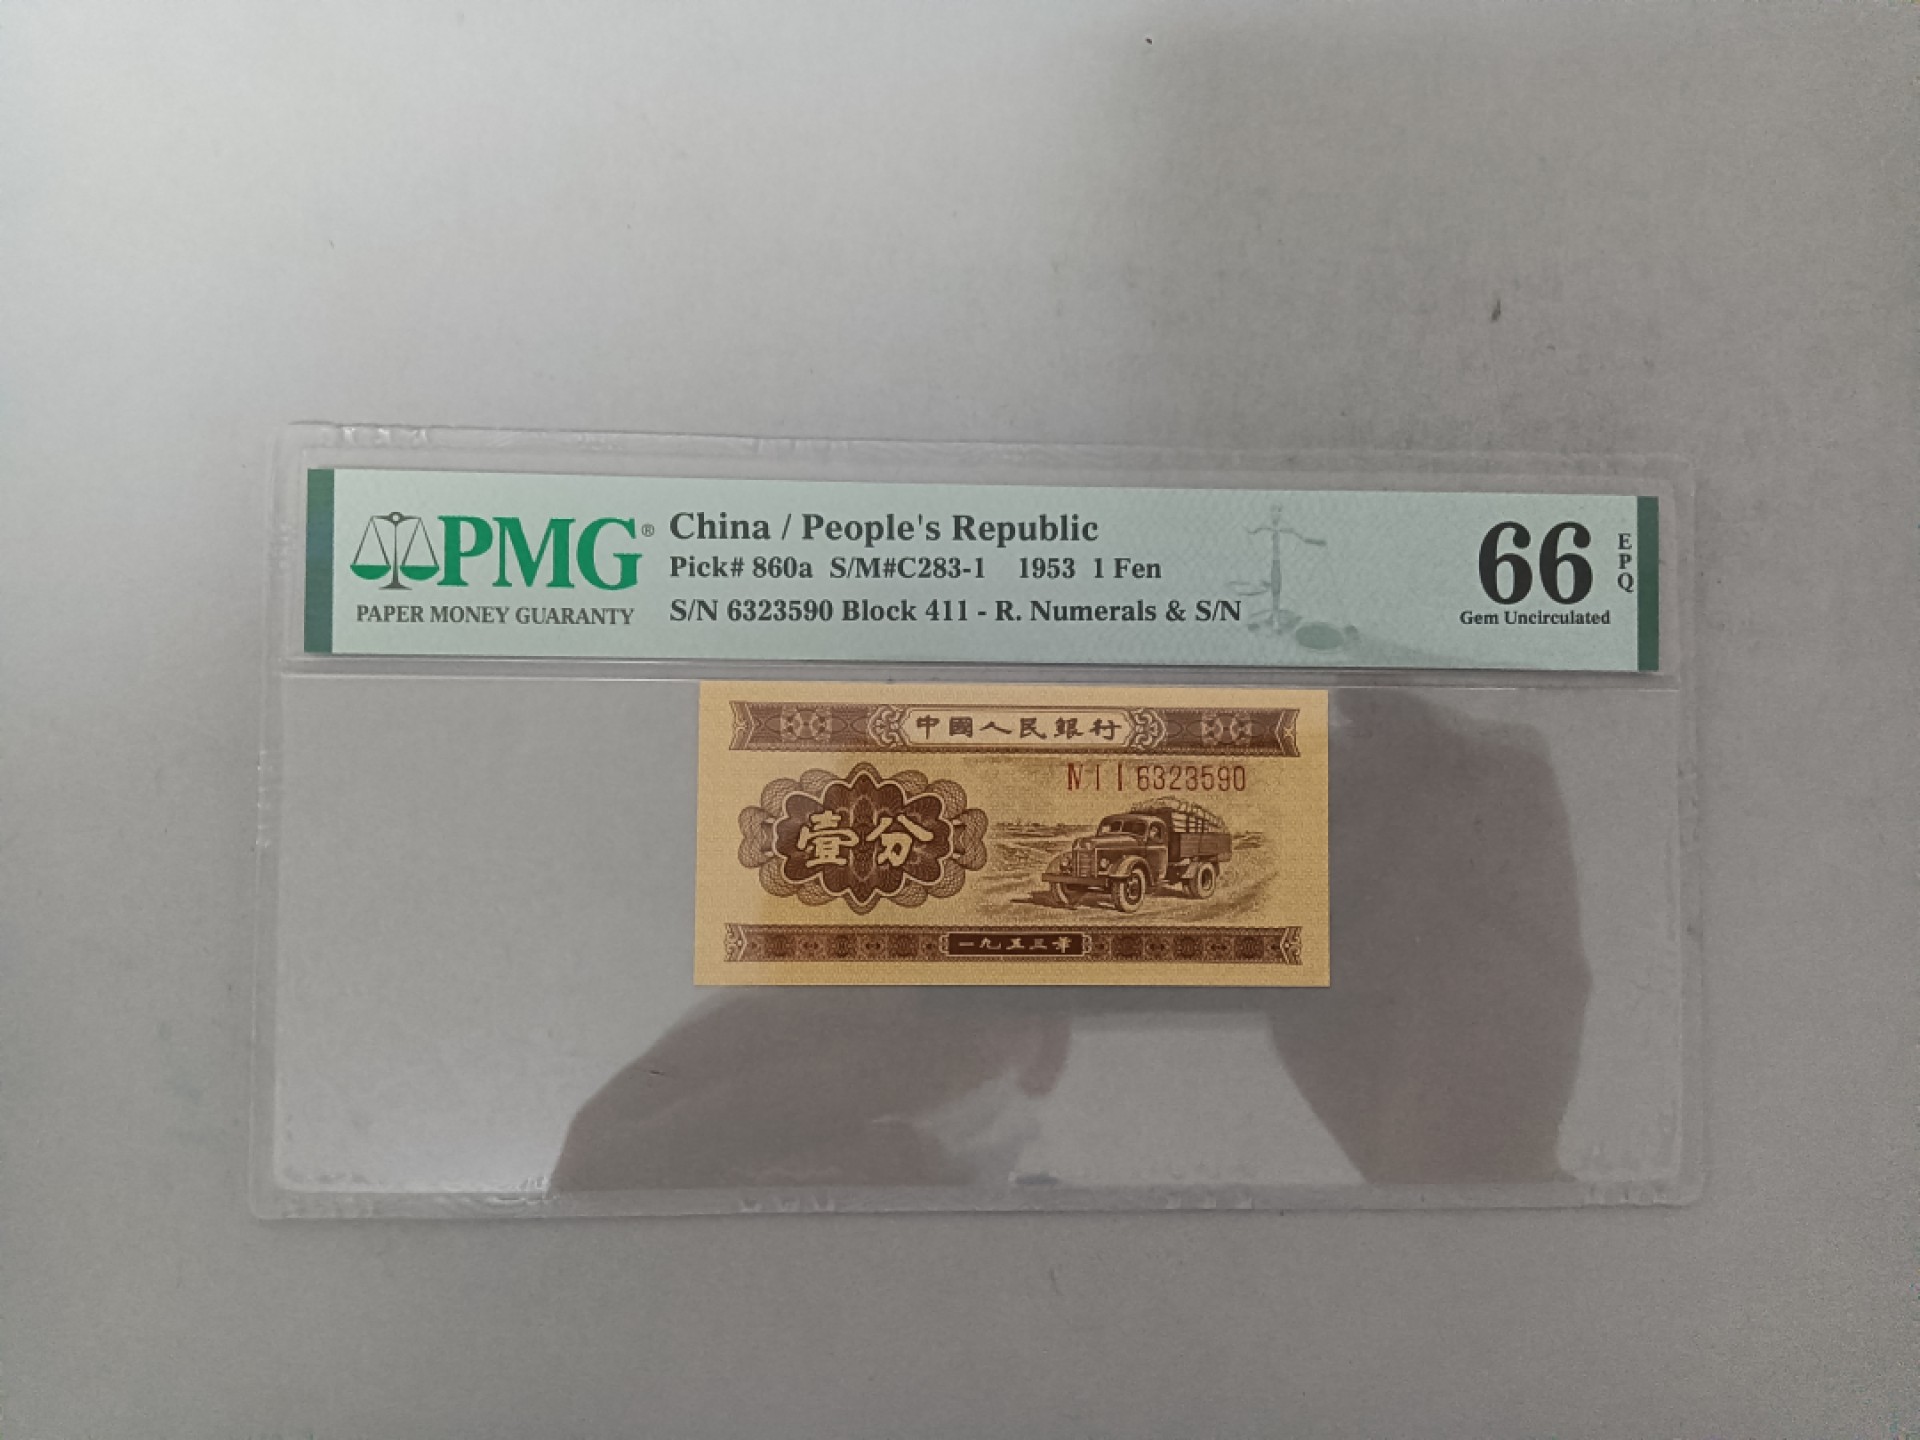 PMG®
PAPER MONEY GUARANTY
China / People's Republic
Pick# 860a S/M#C283-1 1953 1 Fen
S/N 6323590 Block 411 - R. Numerals & S/N
66
EPQ
Gem Uncirculated
中國人民銀行
Ⅳ Ⅰ Ⅰ 6323590
壹分
一九五三年